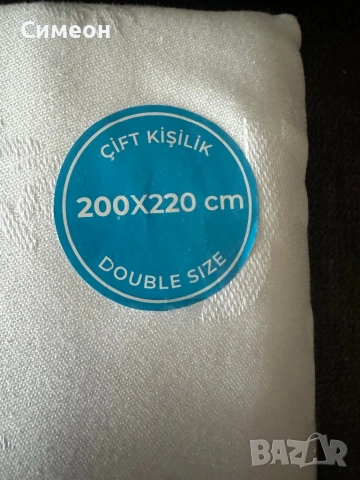 Симеон
ÇİFT KİŞİLİK
200X220 cm
DOUBLE SIZE
BAZAR